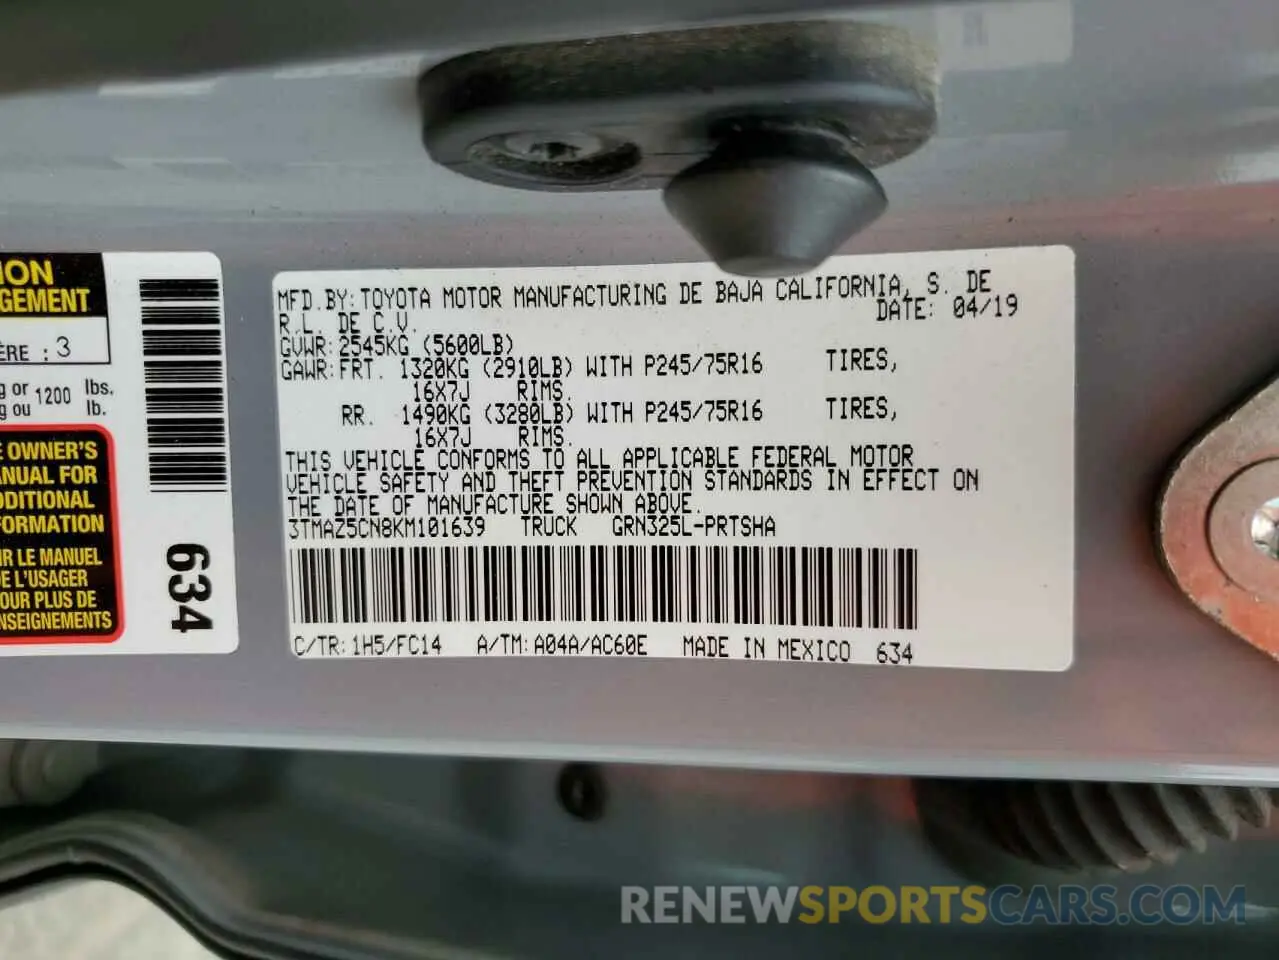 ION
GEMENT
ÈRE : 3
g or 1200 lbs.
g ou lb.
E OWNER'S
ANUAL FOR
DDITIONAL
FORMATION
IR LE MANUEL
DE L'USAGER
OUR PLUS DE
NSEIGNEMENTS
634
MFD.BY: TOYOTA MOTOR MANUFACTURING DE BAJA CALIFORNIA, S. DE
R.L. DE C.V. DATE: 04/19
GVWR: 2545KG (5600LB)
GAWR: FRT. 1320KG (2910LB) WITH P245/75R16 TIRES,
16X7J RIMS.
RR. 1490KG (3280LB) WITH P245/75R16 TIRES,
16X7J RIMS.
THIS VEHICLE CONFORMS TO ALL APPLICABLE FEDERAL MOTOR
VEHICLE SAFETY AND THEFT PREVENTION STANDARDS IN EFFECT ON
THE DATE OF MANUFACTURE SHOWN ABOVE.
3TMAZ5CN8KM101639 TRUCK GRN325L-PRTSHA
C/TR: 1H5/FC14 A/TM: A04A/AC60E MADE IN MEXICO 634
RENEWSPORTSCARS.COM